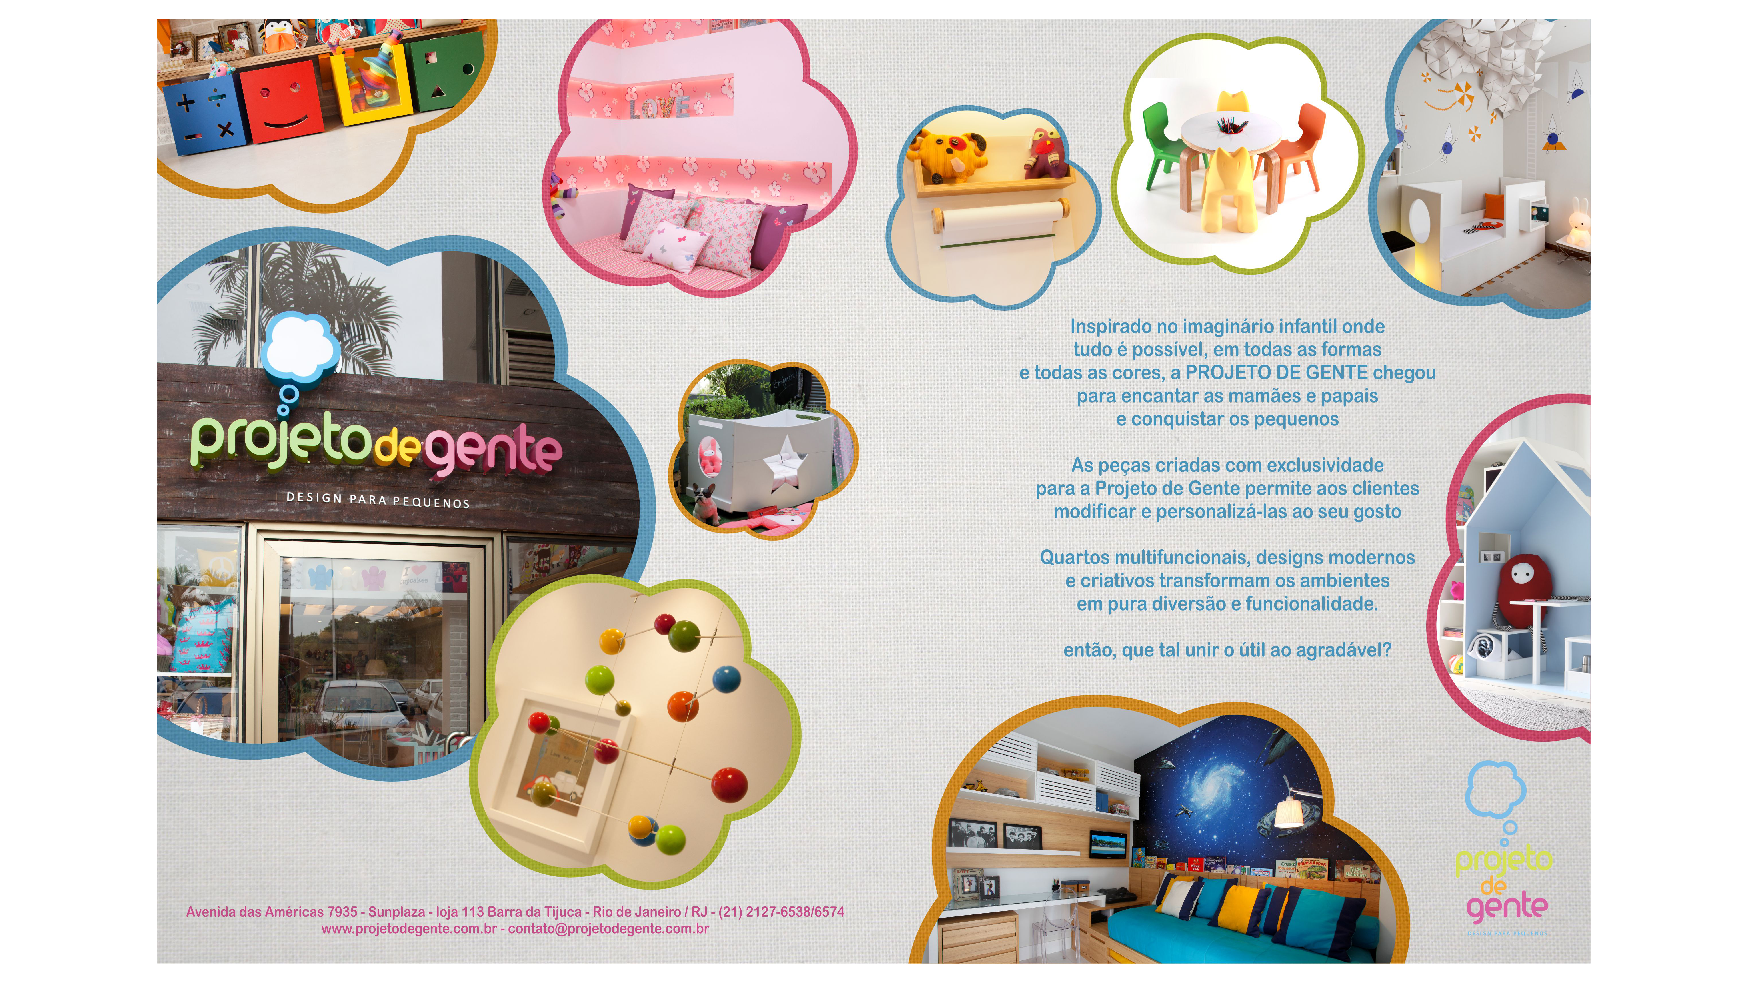 LOVE
projetodegente
DESIGN PARA PEQUENOS
Inspirado no imaginário infantil onde
tudo é possível, em todas as formas
e todas as cores, a PROJETO DE GENTE chegou
para encantar as mamães e papais
e conquistar os pequenos
As peças criadas com exclusividade
para a Projeto de Gente permite aos clientes
modificar e personalizá-las ao seu gosto
Quartos multifuncionais, designs modernos
e criativos transformam os ambientes
em pura diversão e funcionalidade.
então, que tal unir o útil ao agradável?
projeto
de
gente
Avenida das Américas 7935 - Sunplaza - loja 113 Barra da Tijuca - Rio de Janeiro / RJ - (21) 2127-6538/6574
www.projetodegente.com.br - contato@projetodegente.com.br